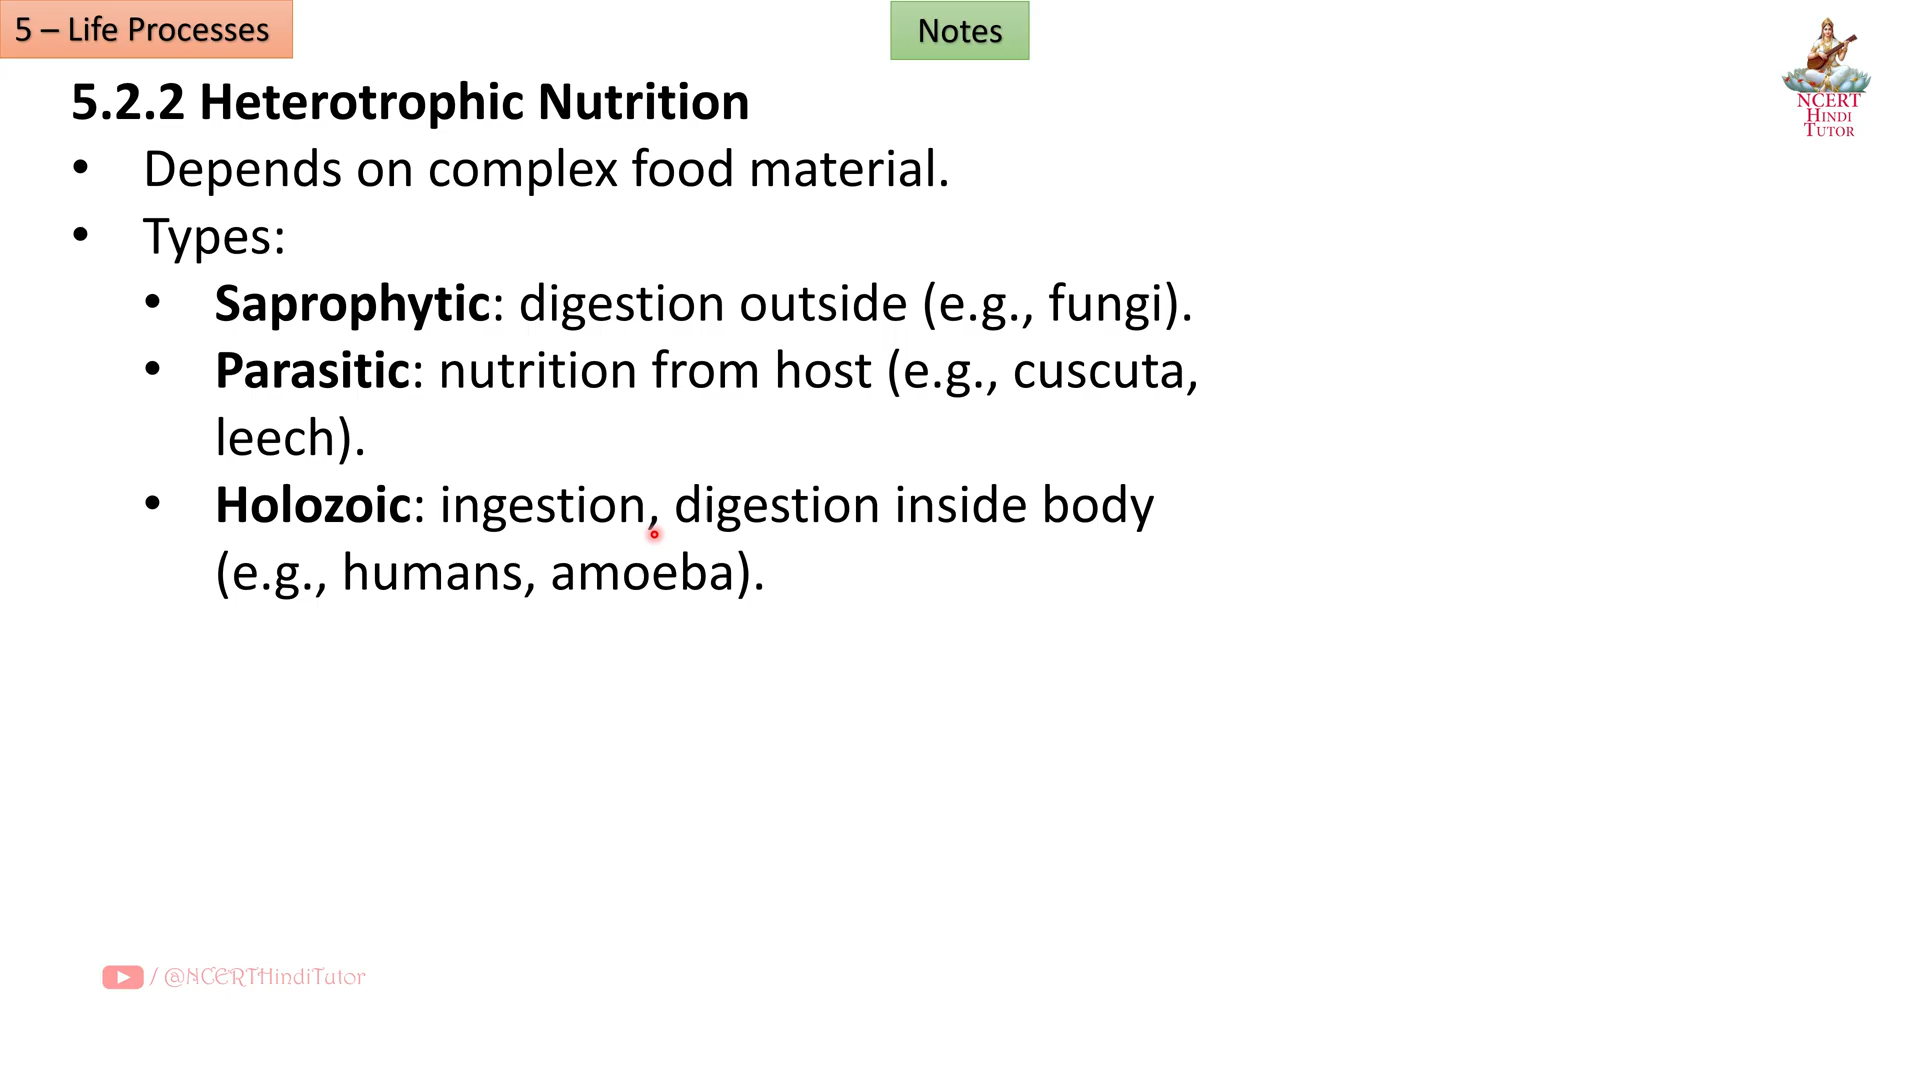 5 – Life Processes
Notes
NCERT
HINDI
TUTOR
5.2.2 Heterotrophic Nutrition
• Depends on complex food material.
• Types:
• Saprophytic: digestion outside (e.g., fungi).
• Parasitic: nutrition from host (e.g., cuscuta,
leech).
• Holozoic: ingestion, digestion inside body
(e.g., humans, amoeba).
/ @NCERTHindiTutor